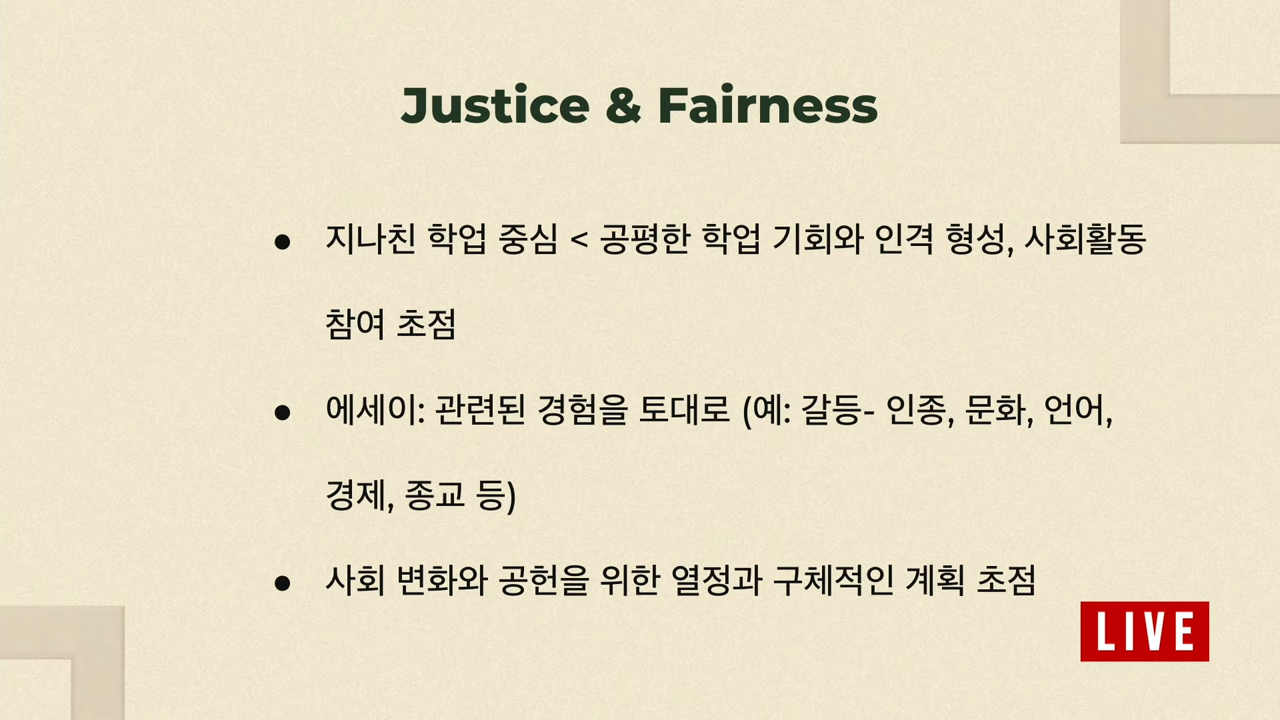 Justice & Fairness
● 지나친 학업 중심 < 공평한 학업 기회와 인격 형성, 사회활동
참여 초점
● 에세이: 관련된 경험을 토대로 (예: 갈등- 인종, 문화, 언어,
경제, 종교 등)
● 사회 변화와 공헌을 위한 열정과 구체적인 계획 초점
LIVE